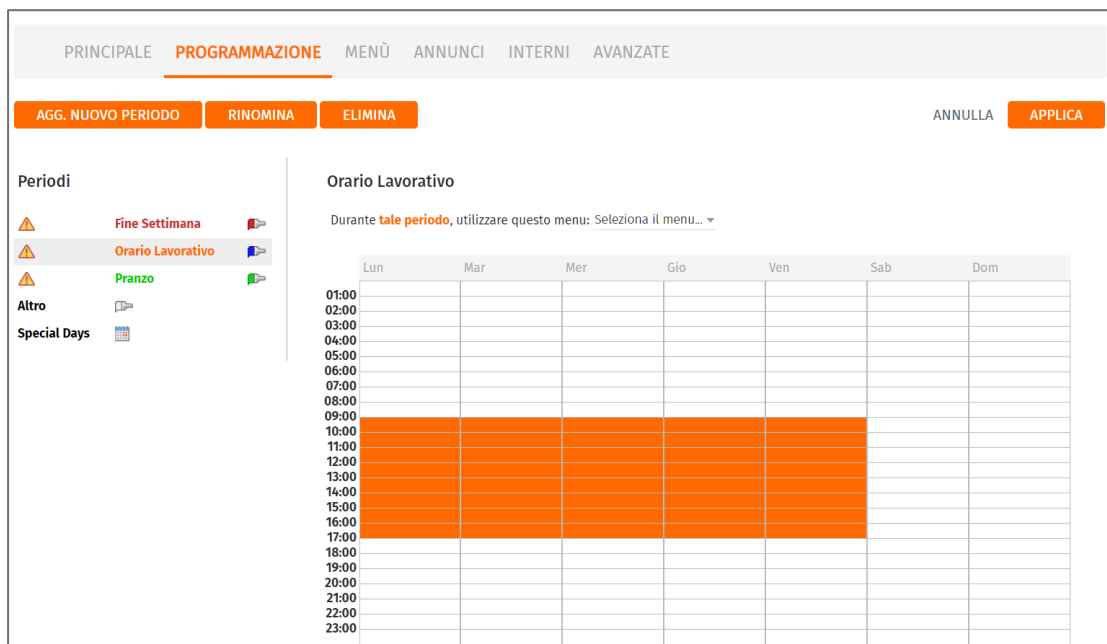 PRINCIPALE PROGRAMMAZIONE MENÙ ANNUNCI INTERNI AVANZATE
AGG. NUOVO PERIODO RINOMINA ELIMINA ANNULLA APPLICA
Periodi
Fine Settimana
Orario Lavorativo
Pranzo
Altro
Special Days
Orario Lavorativo
Durante tale periodo, utilizzare questo menu: Seleziona il menu...
Lun Mar Mer Gio Ven Sab Dom
01:00
02:00
03:00
04:00
05:00
06:00
07:00
08:00
09:00
10:00
11:00
12:00
13:00
14:00
15:00
16:00
17:00
18:00
19:00
20:00
21:00
22:00
23:00